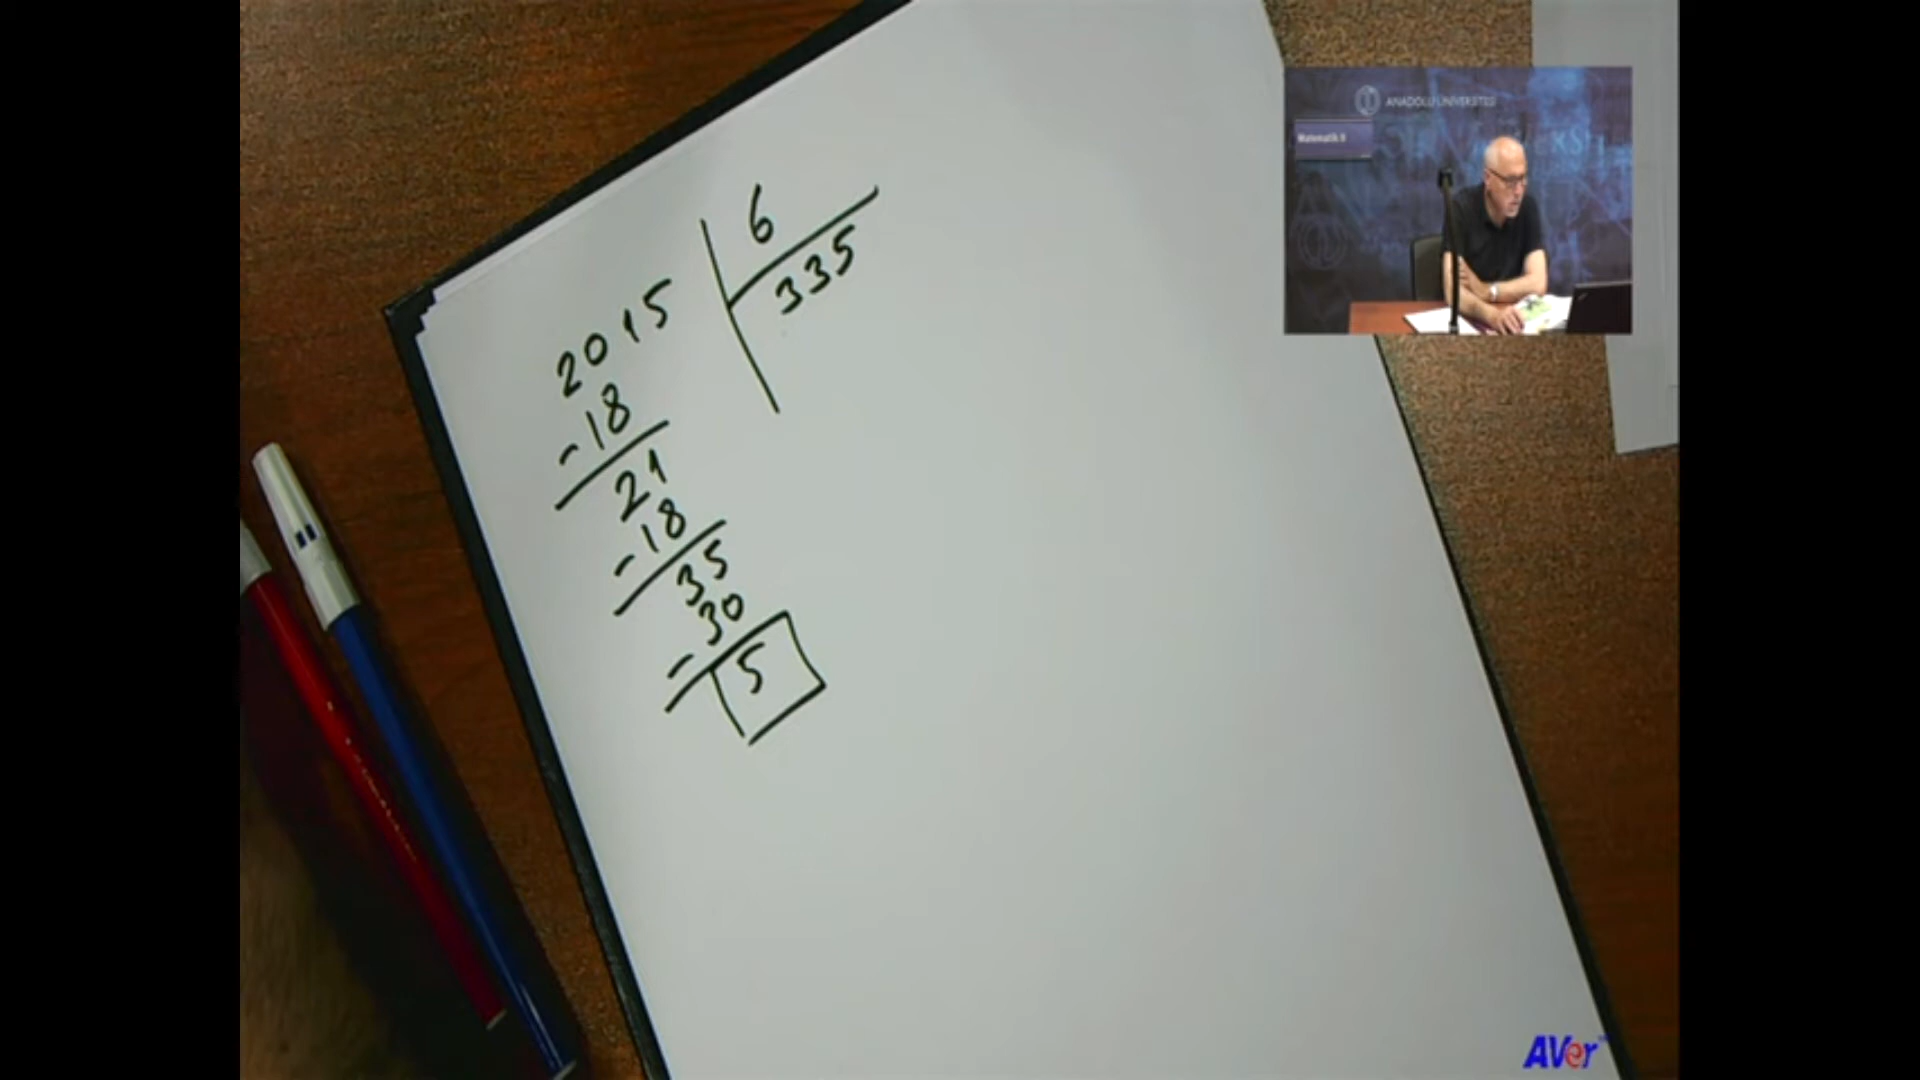 2015 6
335
-18
21
-18
35
-30
5
ANADOLU ÜNİVERSİTESİ
Matematik II
AVer